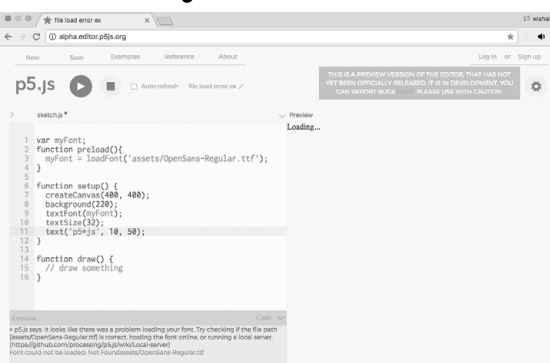 file load error ex
wishal
alpha.editor.p5js.org
New Save Examples Reference About
Log In or Sign up
p5.js
Auto-refresh file load error ex
THIS IS A PREVIEW VERSION OF THE EDITOR, THAT HAS NOT
YET BEEN OFFICIALLY RELEASED. IT IS IN DEVELOPMENT, YOU
CAN REPORT BUGS PLEASE USE WITH CAUTION.
sketch.js
Preview
Loading...
1 var myFont;
2 function preload(){
3 myFont = loadFont('assets/OpenSans-Regular.ttf');
4 }
5
6 function setup() {
7 createCanvas(400, 400);
8 background(220);
9 textFont(myFont);
10 textSize(32);
11 text('p5*js', 10, 50);
12 }
13
14 function draw() {
15 // draw something
16 }
Console
Clear
> p5.js says: It looks like there was a problem loading your font. Try checking if the file path
[assets/OpenSans-Regular.ttf] is correct, hosting the font online, or running a local server.
[https://github.com/processing/p5.js/wiki/Local-server]
Font could not be loaded: Not Foundassets/OpenSans-Regular.ttf